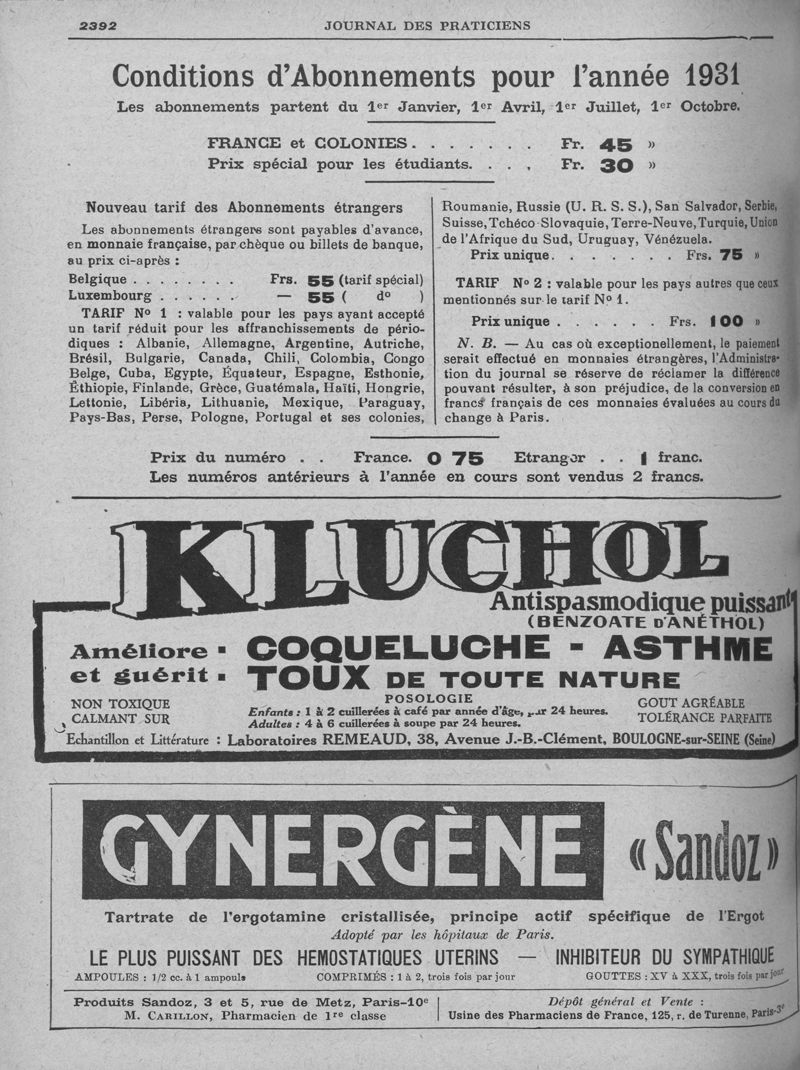 2392
JOURNAL DES PRATICIENS
Conditions d'Abonnements pour l'année 1931
Les abonnements partent du 1er Janvier, 1er Avril, 1er Juillet, 1er Octobre.
FRANCE et COLONIES. . . . . . . Fr. 45 »
Prix spécial pour les étudiants. . . . Fr. 30 »
Nouveau tarif des Abonnements étrangers
Les abonnements étrangers sont payables d'avance,
en monnaie française, par chèque ou billets de banque,
au prix ci-après :
Belgique . . . . . . . . Frs. 55 (tarif spécial)
Luxembourg . . . . . . — 55 ( do )
TARIF No 1 : valable pour les pays ayant accepté
un tarif réduit pour les affranchissements de pério-
diques : Albanie, Allemagne, Argentine, Autriche,
Brésil, Bulgarie, Canada, Chili, Colombia, Congo
Belge, Cuba, Egypte, Équateur, Espagne, Esthonie,
Éthiopie, Finlande, Grèce, Guatémala, Haïti, Hongrie,
Lettonie, Libéria, Lithuanie, Mexique, Paraguay,
Pays-Bas, Perse, Pologne, Portugal et ses colonies,
Roumanie, Russie (U. R. S. S.), San Salvador, Serbie,
Suisse, Tchéco-Slovaquie, Terre-Neuve, Turquie, Union
de l'Afrique du Sud, Uruguay, Vénézuela.
Prix unique. . . . . . . Frs. 75 »
TARIF No 2 : valable pour les pays autres que ceux
mentionnés sur le tarif No 1.
Prix unique . . . . . . Frs. 100 »
N. B. — Au cas où exceptionellement, le paiement
serait effectué en monnaies étrangères, l'Administra-
tion du journal se réserve de réclamer la différence
pouvant résulter, à son préjudice, de la conversion en
francs français de ces monnaies évaluées au cours du
change à Paris.
Prix du numéro . . France. 0 75 Etranger . . 1 franc.
Les numéros antérieurs à l'année en cours sont vendus 2 francs.
KLUCHOL
Antispasmodique puissant
(BENZOATE D'ANÉTHOL)
Améliore et guérit : COQUELUCHE - ASTHME
TOUX DE TOUTE NATURE
NON TOXIQUE
CALMANT SUR
POSOLOGIE
Enfants : 1 à 2 cuillerées à café par année d'âge, par 24 heures.
Adultes : 4 à 6 cuillerées à soupe par 24 heures.
GOUT AGRÉABLE
TOLÉRANCE PARFAITE
Echantillon et Littérature : Laboratoires REMEAUD, 38, Avenue J.-B.-Clément, BOULOGNE-sur-SEINE (Seine)
GYNERGÈNE « Sandoz »
Tartrate de l'ergotamine cristallisée, principe actif spécifique de l'Ergot
Adopté par les hôpitaux de Paris.
LE PLUS PUISSANT DES HEMOSTATIQUES UTERINS — INHIBITEUR DU SYMPATHIQUE
AMPOULES : 1/2 cc. à 1 ampoule COMPRIMÉS : 1 à 2, trois fois par jour GOUTTES : XV à XXX, trois fois par jour
Produits Sandoz, 3 et 5, rue de Metz, Paris-10e
M. CARILLON, Pharmacien de 1re classe
Dépôt général et Vente :
Usine des Pharmaciens de France, 125, r. de Turenne, Paris-3e